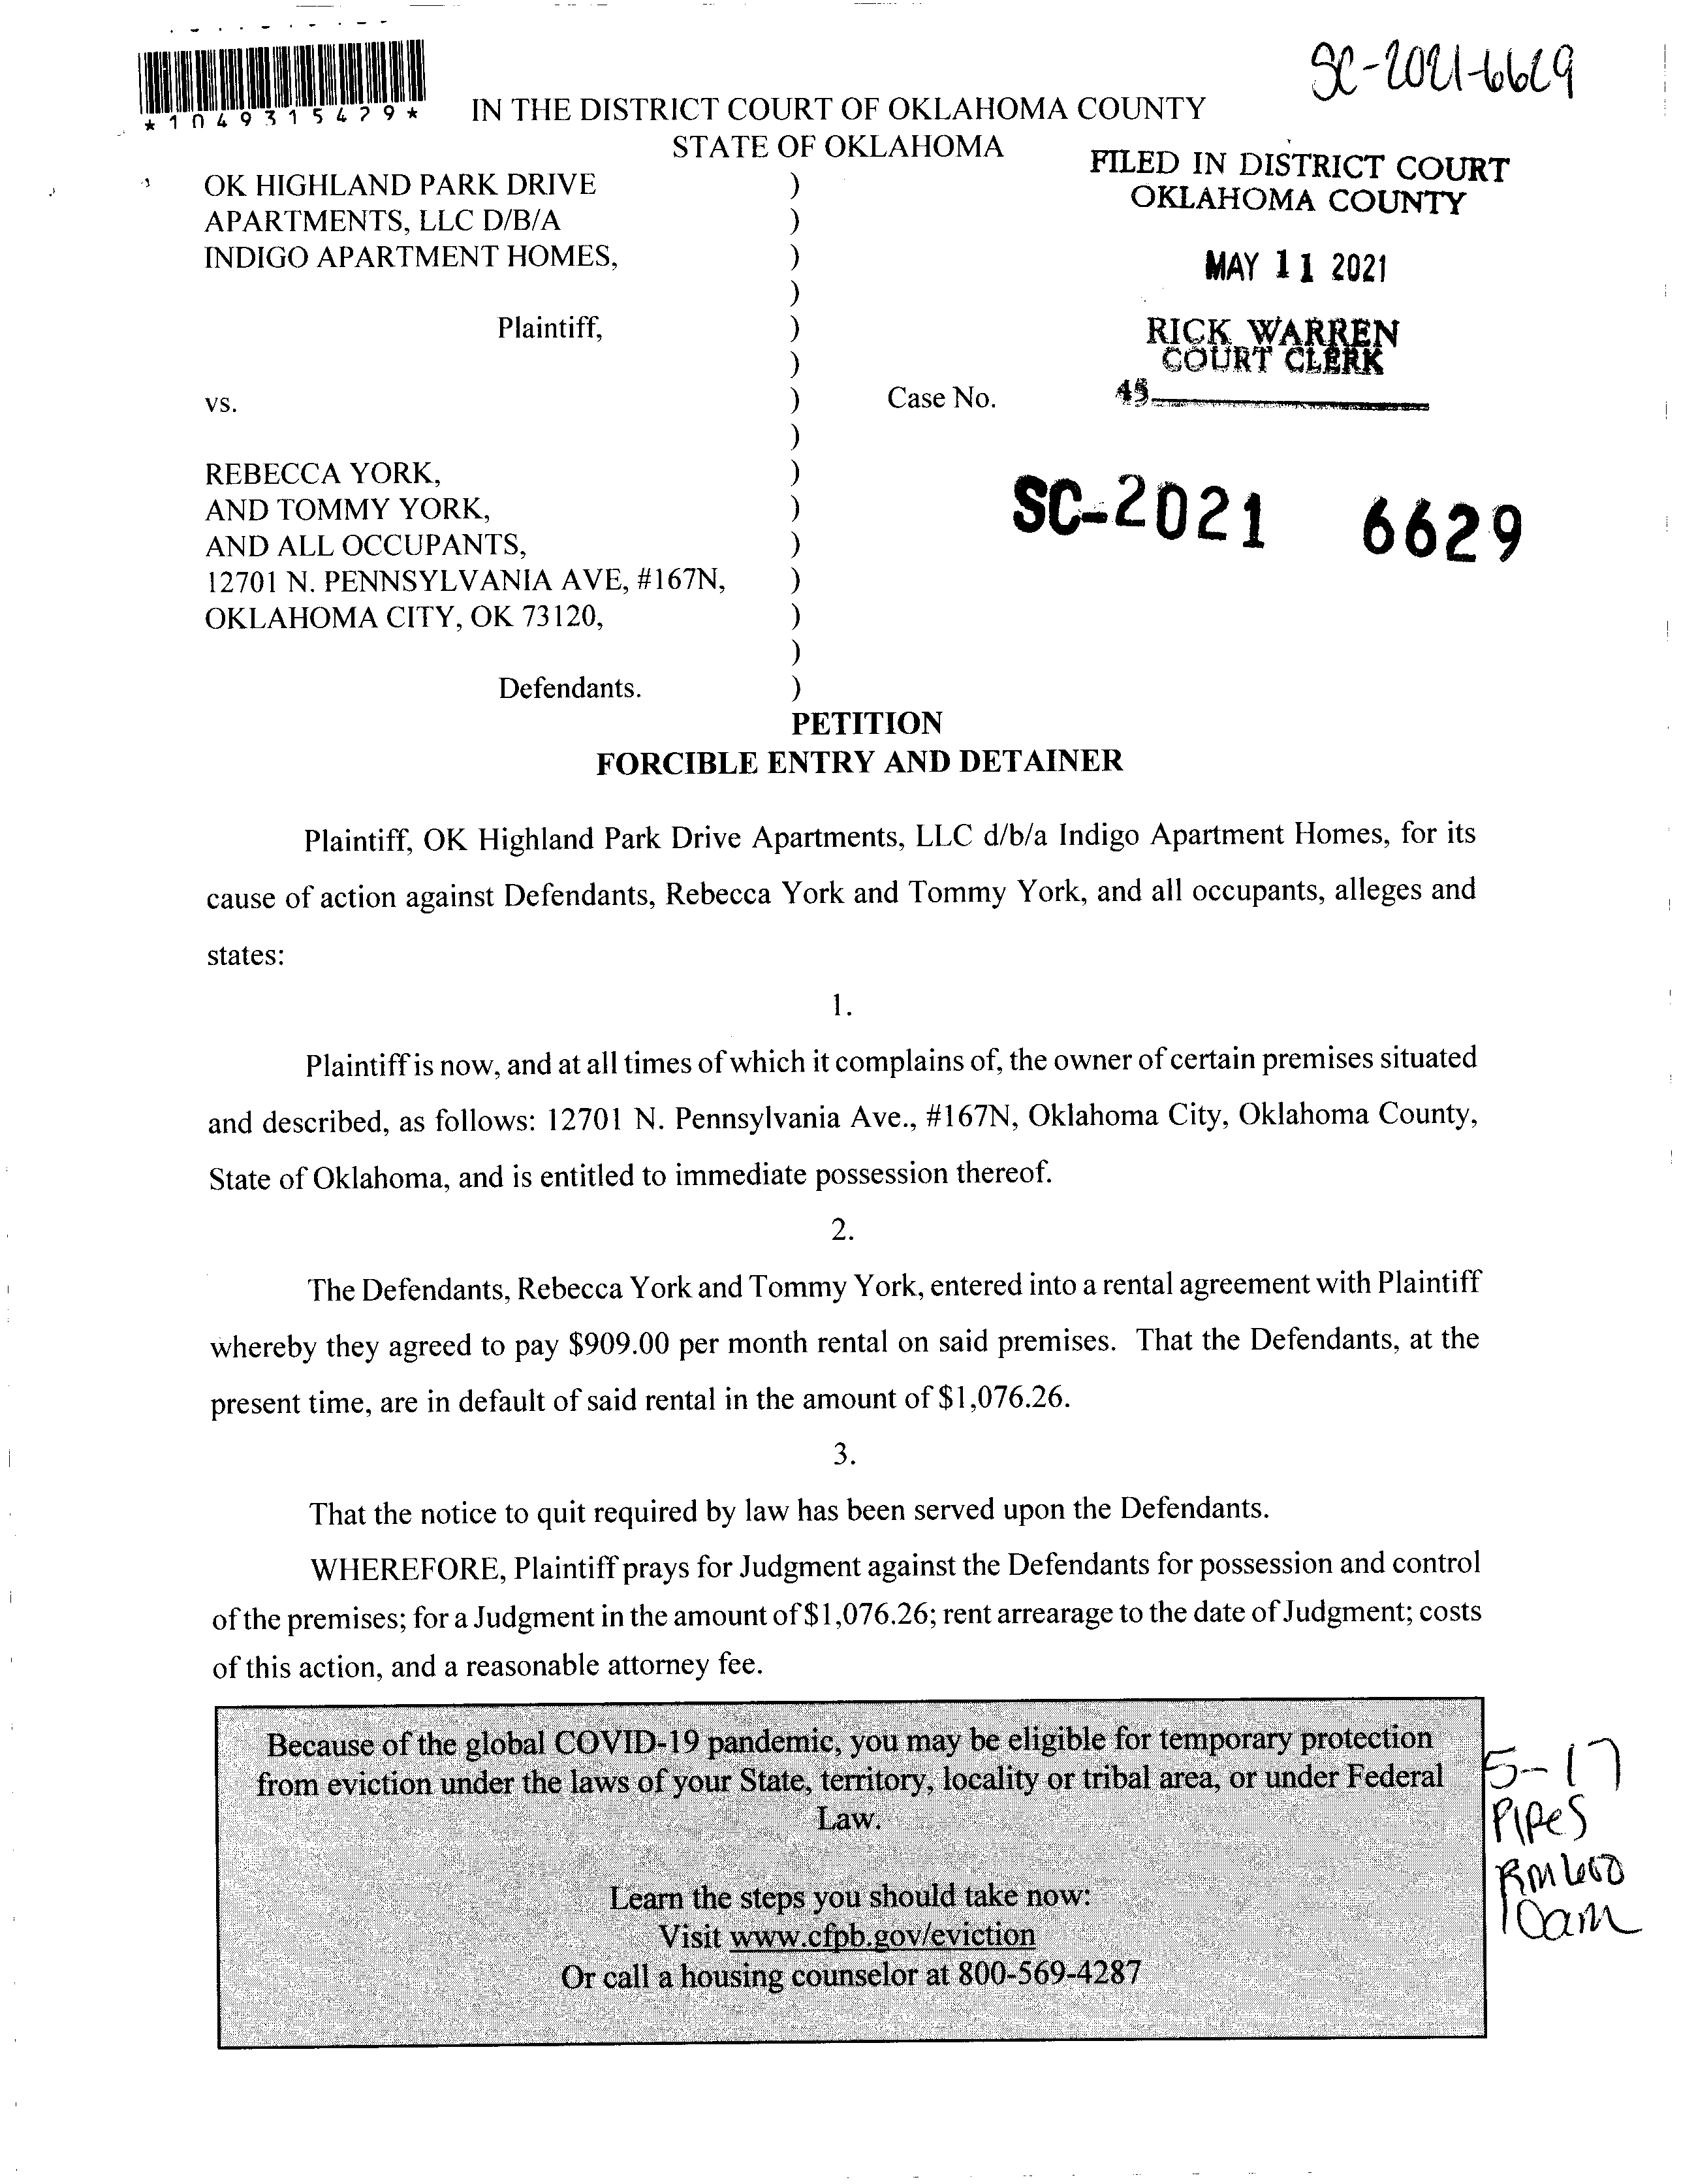 SC-2021-6629
*1049315429*
IN THE DISTRICT COURT OF OKLAHOMA COUNTY
STATE OF OKLAHOMA
FILED IN DISTRICT COURT
OKLAHOMA COUNTY
MAY 11 2021
RICK WARREN
COURT CLERK
45
OK HIGHLAND PARK DRIVE )
APARTMENTS, LLC D/B/A )
INDIGO APARTMENT HOMES, )
)
Plaintiff, )
)
vs. ) Case No.
)
REBECCA YORK, )
AND TOMMY YORK, )
AND ALL OCCUPANTS, )
12701 N. PENNSYLVANIA AVE, #167N, )
OKLAHOMA CITY, OK 73120, )
)
Defendants. )
SC-2021 6629
PETITION
FORCIBLE ENTRY AND DETAINER
Plaintiff, OK Highland Park Drive Apartments, LLC d/b/a Indigo Apartment Homes, for its
cause of action against Defendants, Rebecca York and Tommy York, and all occupants, alleges and
states:
1.
Plaintiff is now, and at all times of which it complains of, the owner of certain premises situated
and described, as follows: 12701 N. Pennsylvania Ave., #167N, Oklahoma City, Oklahoma County,
State of Oklahoma, and is entitled to immediate possession thereof.
2.
The Defendants, Rebecca York and Tommy York, entered into a rental agreement with Plaintiff
whereby they agreed to pay $909.00 per month rental on said premises. That the Defendants, at the
present time, are in default of said rental in the amount of $1,076.26.
3.
That the notice to quit required by law has been served upon the Defendants.
WHEREFORE, Plaintiff prays for Judgment against the Defendants for possession and control
of the premises; for a Judgment in the amount of $1,076.26; rent arrearage to the date of Judgment; costs
of this action, and a reasonable attorney fee.
Because of the global COVID-19 pandemic, you may be eligible for temporary protection
from eviction under the laws of your State, territory, locality or tribal area, or under Federal
Law.
Learn the steps you should take now:
Visit www.cfpb.gov/eviction
Or call a housing counselor at 800-569-4287
5-17
PIPES
RM 600
10am